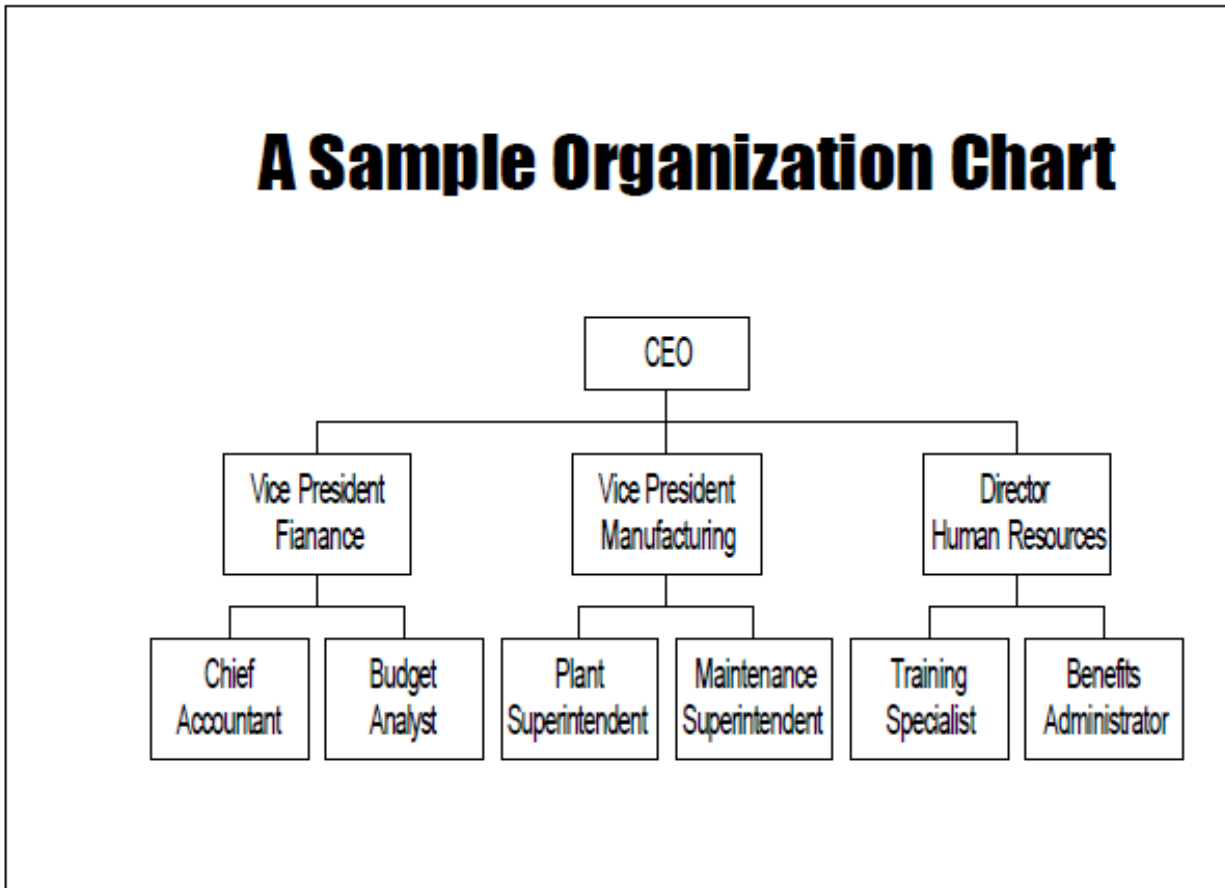 A Sample Organization Chart
CEO
Vice President
Fianance
Vice President
Manufacturing
Director
Human Resources
Chief
Accountant
Budget
Analyst
Plant
Superintendent
Maintenance
Superintendent
Training
Specialist
Benefits
Administrator